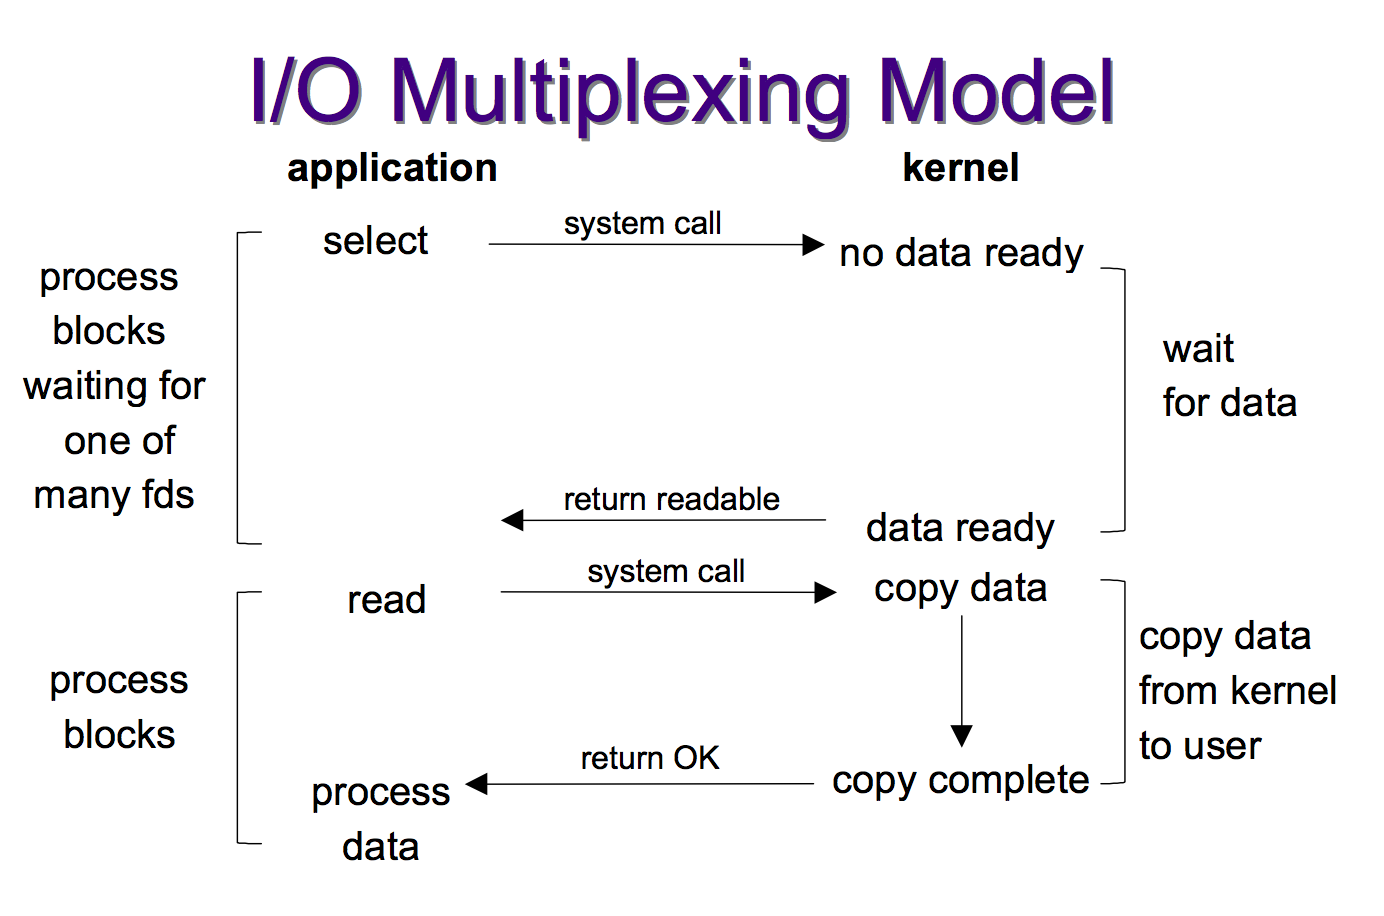 I/O Multiplexing Model
application
kernel
select
system call
no data ready
process
blocks
waiting for
one of
many fds
wait
for data
return readable
data ready
read
system call
copy data
process
blocks
copy data
from kernel
to user
return OK
copy complete
process
data